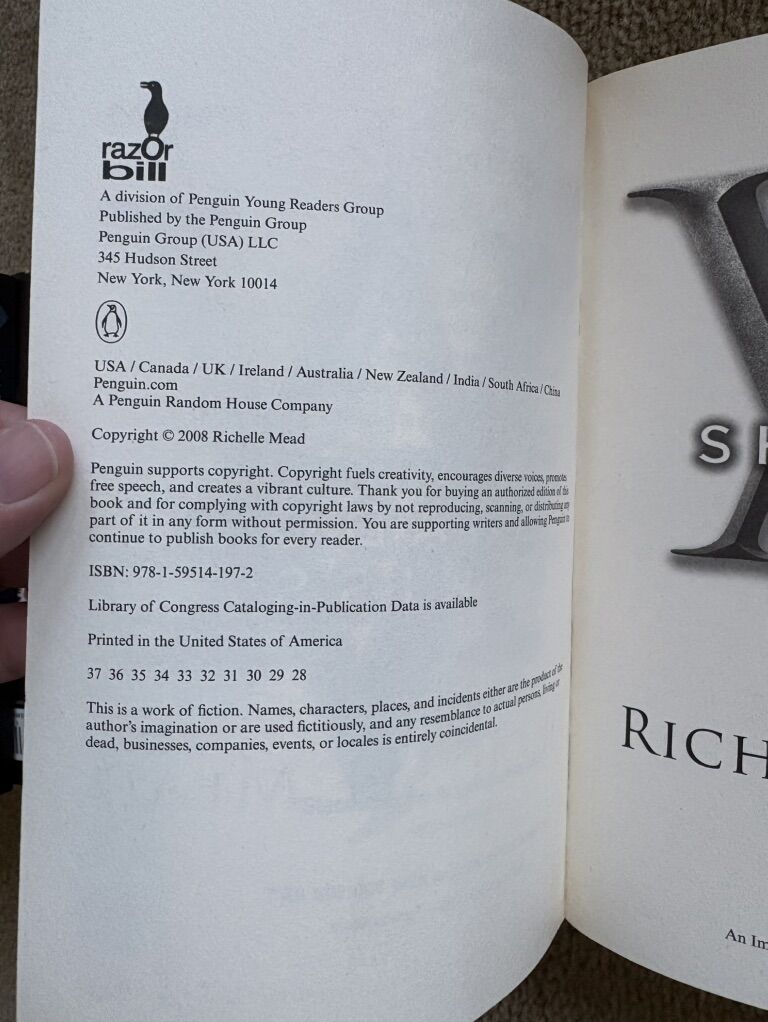 razOr
bill
A division of Penguin Young Readers Group
Published by the Penguin Group
Penguin Group (USA) LLC
345 Hudson Street
New York, New York 10014
USA / Canada / UK / Ireland / Australia / New Zealand / India / South Africa / China
Penguin.com
A Penguin Random House Company
Copyright © 2008 Richelle Mead
Penguin supports copyright. Copyright fuels creativity, encourages diverse voices, promotes
free speech, and creates a vibrant culture. Thank you for buying an authorized edition of this
book and for complying with copyright laws by not reproducing, scanning, or distributing any
part of it in any form without permission. You are supporting writers and allowing Penguin to
continue to publish books for every reader.
ISBN: 978-1-59514-197-2
Library of Congress Cataloging-in-Publication Data is available
Printed in the United States of America
37 36 35 34 33 32 31 30 29 28
This is a work of fiction. Names, characters, places, and incidents either are the product of the
author's imagination or are used fictitiously, and any resemblance to actual persons, living or
dead, businesses, companies, events, or locales is entirely coincidental.
SH
RICH
An Im